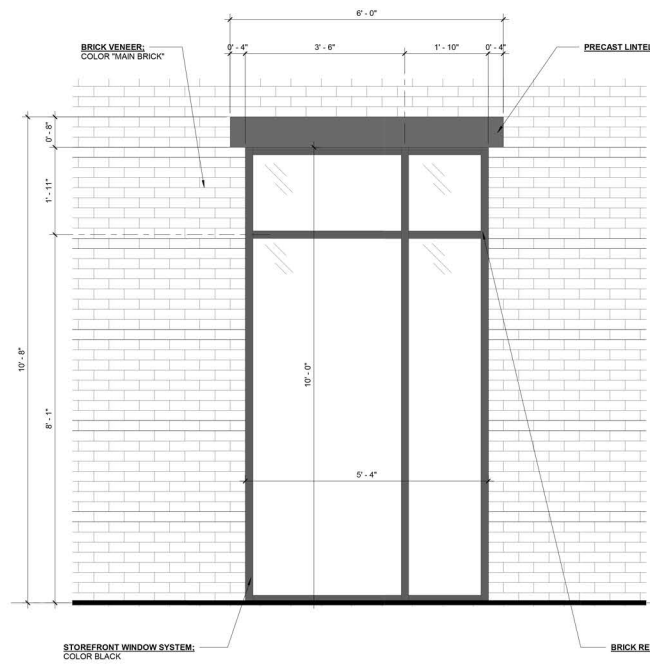 6' - 0"
BRICK VENEER;
COLOR "MAIN BRICK"
0' - 4"
3' - 6"
1' - 10"
0' - 4"
PRECAST LINTEL
0' - 8"
1' - 11"
10' - 8"
10' - 0"
8' - 1"
5' - 4"
STOREFRONT WINDOW SYSTEM;
COLOR BLACK
BRICK RE